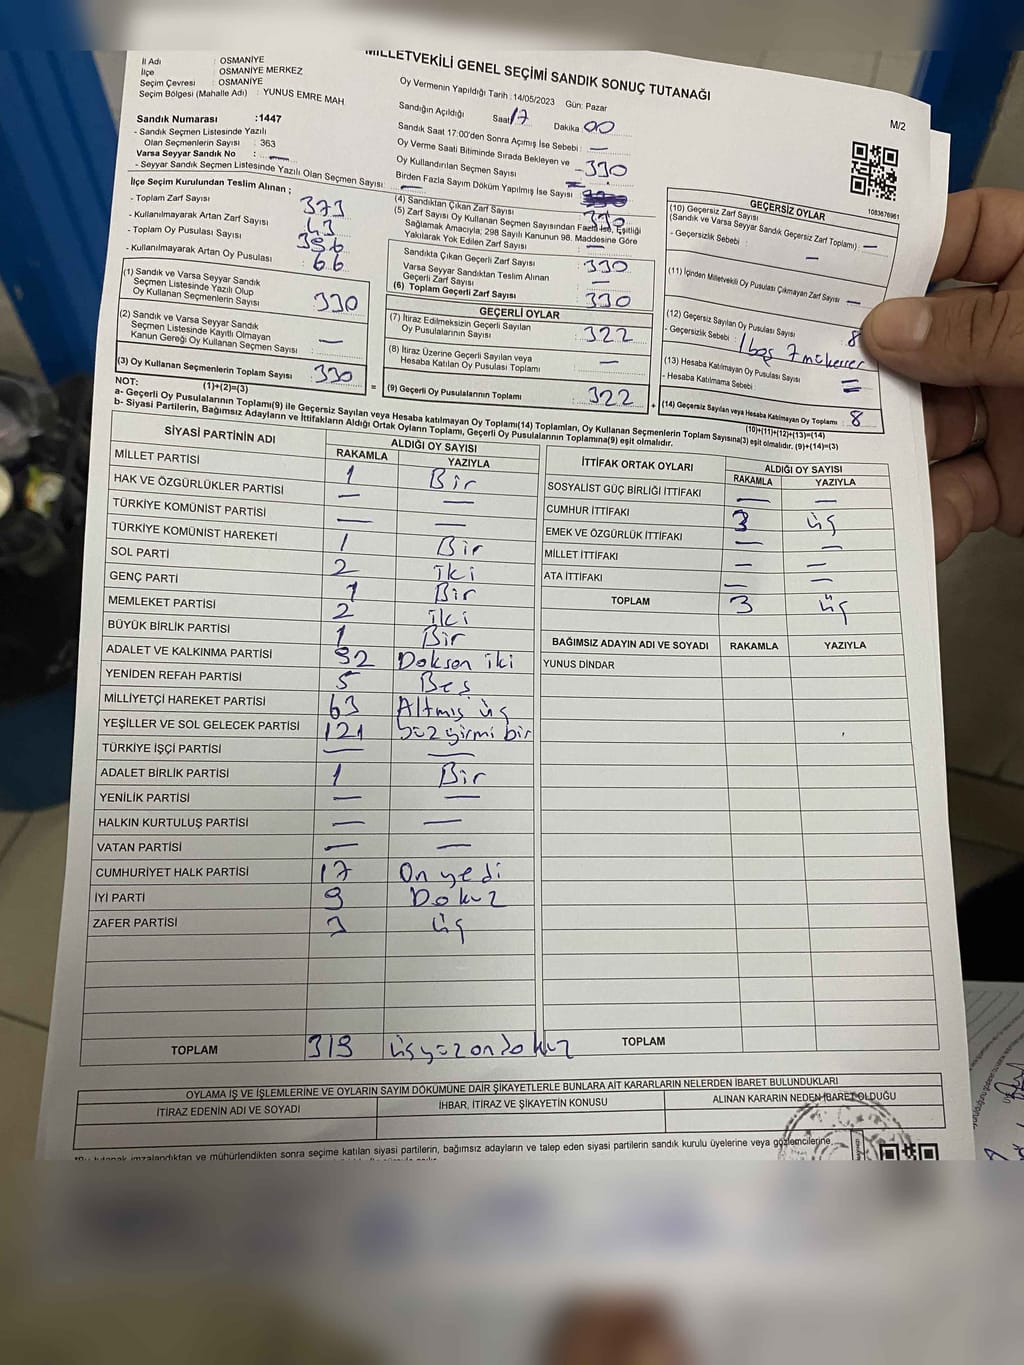 MİLLETVEKİLİ GENEL SEÇİMİ SANDIK SONUÇ TUTANAĞI
İl Adı : OSMANİYE
İlçe : OSMANİYE MERKEZ
Seçim Çevresi : OSMANİYE
Seçim Bölgesi (Mahalle Adı) : YUNUS EMRE MAH
Oy Vermenin Yapıldığı Tarih : 14/05/2023 Gün: Pazar
M/2
Sandık Numarası :1447
- Sandık Seçmen Listesinde Yazılı
Olan Seçmenlerin Sayısı : 363
Varsa Seyyar Sandık No : —
- Seyyar Sandık Seçmen Listesinde Yazılı Olan Seçmen Sayısı : —
Sandığın Açıldığı Saat 17 Dakika 00
Sandık Saat 17:00'den Sonra Açılmış İse Sebebi : —
Oy Verme Saati Bitiminde Sırada Bekleyen ve
Oy Kullandırılan Seçmen Sayısı
Birden Fazla Sayım Döküm Yapılmış İse Sayısı
İlçe Seçim Kurulundan Teslim Alınan ;
- Toplam Zarf Sayısı 373
- Kullanılmayarak Artan Zarf Sayısı 43
- Toplam Oy Pusulası Sayısı 396
- Kullanılmayarak Artan Oy Pusulası 66
(4) Sandıktan Çıkan Zarf Sayısı 330
(5) Zarf Sayısı Oy Kullanan Seçmen Sayısından Fazla ise, Eşitliği
Sağlamak Amacıyla; 298 Sayılı Kanunun 98. Maddesine Göre
Yakılarak Yok Edilen Zarf Sayısı : —
Sandıkta Çıkan Geçerli Zarf Sayısı : 330
Varsa Seyyar Sandıktan Teslim Alınan
Geçerli Zarf Sayısı : —
(6) Toplam Geçerli Zarf Sayısı : 330
(1) Sandık ve Varsa Seyyar Sandık
Seçmen Listesinde Yazılı Olup
Oy Kullanan Seçmenlerin Sayısı 330
(2) Sandık ve Varsa Seyyar Sandık
Seçmen Listesinde Kayıtlı Olmayan
Kanun Gereği Oy Kullanan Seçmen Sayısı —
(3) Oy Kullanan Seçmenlerin Toplam Sayısı 330
(1)+(2)=(3)
GEÇERLİ OYLAR
(7) İtiraz Edilmeksizin Geçerli Sayılan
Oy Pusulalarının Sayısı : 322
(8) İtiraz Üzerine Geçerli Sayılan veya
Hesaba Katılan Oy Pusulası Toplamı : —
(9) Geçerli Oy Pusulalarının Toplamı : 322
1083676961
GEÇERSİZ OYLAR
(10) Geçersiz Zarf Sayısı
(Sandık ve Varsa Seyyar Sandık Geçersiz Zarf Toplamı) : —
- Geçersizlik Sebebi : —
(11) İçinden Milletvekili Oy Pusulası Çıkmayan Zarf Sayısı : —
(12) Geçersiz Sayılan Oy Pusulası Sayısı : 8
- Geçersizlik Sebebi : 1 boş 7 mükerrer
(13) Hesaba Katılmayan Oy Pusulası Sayısı : —
- Hesaba Katılmama Sebebi : —
(14) Geçersiz Sayılan veya Hesaba Katılmayan Oy Toplamı : 8
(10)+(11)+(12)+(13)=(14)
NOT:
a- Geçerli Oy Pusulalarının Toplamı(9) ile Geçersiz Sayılan veya Hesaba katılmayan Oy Toplamı(14) Toplamları, Oy Kullanan Seçmenlerin Toplam Sayısına(3) eşit olmalıdır. (9)+(14)=(3)
b- Siyasi Partilerin, Bağımsız Adayların ve İttifakların Aldığı Ortak Oyların Toplamı, Geçerli Oy Pusulalarının Toplamına(9) eşit olmalıdır.
SİYASİ PARTİNİN ADI ALDIĞI OY SAYISI
RAKAMLA YAZIYLA
MİLLET PARTİSİ 1 Bir
HAK VE ÖZGÜRLÜKLER PARTİSİ — —
TÜRKİYE KOMÜNİST PARTİSİ — —
TÜRKİYE KOMÜNİST HAREKETİ 1 Bir
SOL PARTİ 2 iki
GENÇ PARTİ 1 Bir
MEMLEKET PARTİSİ 2 iki
BÜYÜK BİRLİK PARTİSİ 1 Bir
ADALET VE KALKINMA PARTİSİ 92 Doksan iki
YENİDEN REFAH PARTİSİ 5 Beş
MİLLİYETÇİ HAREKET PARTİSİ 63 Altmış üç
YEŞİLLER VE SOL GELECEK PARTİSİ 121 yüz yirmi bir
TÜRKİYE İŞÇİ PARTİSİ — —
ADALET BİRLİK PARTİSİ 1 Bir
YENİLİK PARTİSİ — —
HALKIN KURTULUŞ PARTİSİ — —
VATAN PARTİSİ — —
CUMHURİYET HALK PARTİSİ 17 On yedi
İYİ PARTİ 9 Dokuz
ZAFER PARTİSİ 3 üç
TOPLAM 319 üçyüz on dokuz
İTTİFAK ORTAK OYLARI ALDIĞI OY SAYISI
RAKAMLA YAZIYLA
SOSYALİST GÜÇ BİRLİĞİ İTTİFAKI — —
CUMHUR İTTİFAKI 3 üç
EMEK VE ÖZGÜRLÜK İTTİFAKI — —
MİLLET İTTİFAKI — —
ATA İTTİFAKI — —
TOPLAM 3 üç
BAĞIMSIZ ADAYIN ADI VE SOYADI RAKAMLA YAZIYLA
YUNUS DİNDAR
TOPLAM
OYLAMA İŞ VE İŞLEMLERİNE VE OYLARIN SAYIM DÖKÜMÜNE DAİR ŞİKAYETLERLE BUNLARA AİT KARARLARIN NELERDEN İBARET BULUNDUKLARI
İTİRAZ EDENİN ADI VE SOYADI İHBAR, İTİRAZ VE ŞİKAYETİN KONUSU ALINAN KARARIN NEDEN İBARET OLDUĞU
tutanak imzalandıktan ve mühürlendikten sonra seçime katılan siyasi partilerin, bağımsız adayların ve talep eden siyasi partilerin sandık kurulu üyelerine veya gözlemcilerine,